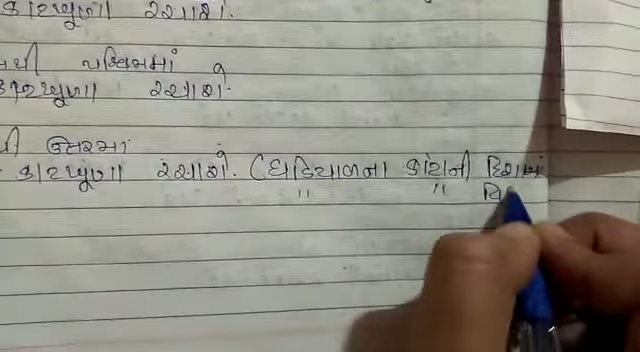 કાટખૂણા રચાશે.
થી પશ્ચિમમાં
કાટખૂણા રચાશે.
થી ઉત્તરમાં
કાટખૂણા રચાશે. (ઘડિયાળના કાંટાની દિશામાં
" " વિ